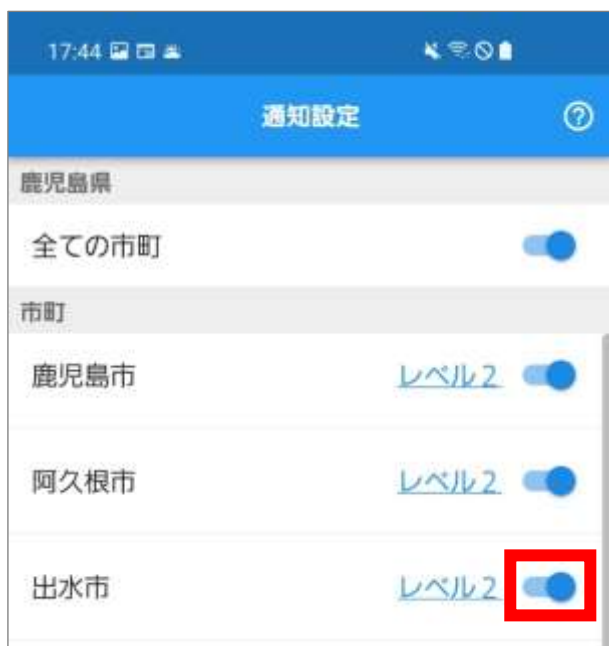 17:44
通知設定
鹿児島県
全ての市町
市町
鹿児島市 レベル２
阿久根市 レベル２
出水市 レベル２